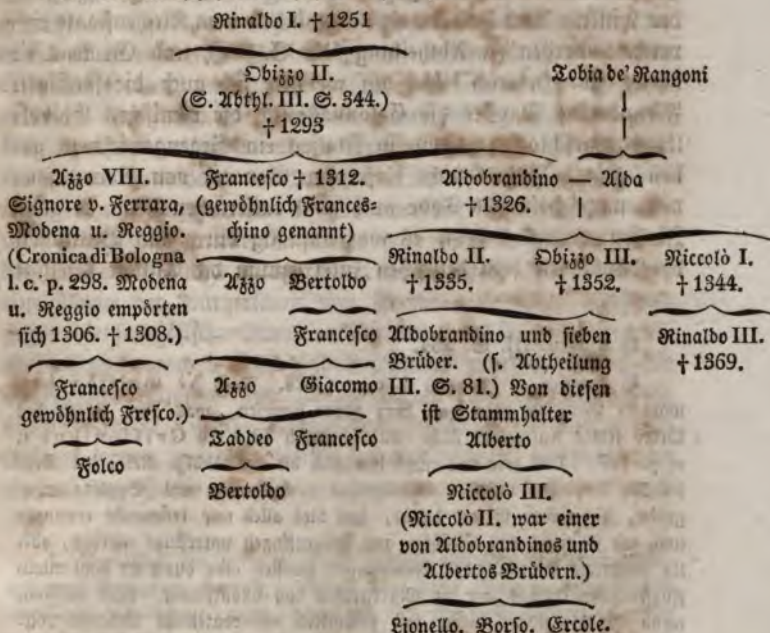 Rinaldo I. † 1251
Obizzo II.
(S. Abthl. III. S. 344.)
† 1293
Tobia de' Rangoni
Azzo VIII.
Signore v. Ferrara,
Modena u. Reggio.
(Cronica di Bologna
l. c. p. 298. Modena
u. Reggio empörten
sich 1306. † 1308.)
Francesco † 1312.
(gewöhnlich Frances=
chino genannt)
Aldobrandino — Alba
† 1326.
Azzo Bertoldo
Francesco
Rinaldo II.
† 1335.
Obizzo III.
† 1352.
Niccolò I.
† 1344.
Francesco
gewöhnlich Fresco.)
Azzo Giacomo
Aldobrandino und sieben
Brüder. (s. Abtheilung
III. S. 81.) Von diesen
ist Stammhalter
Alberto
Rinaldo III.
† 1369.
Folco
Taddeo Francesco
Bertoldo
Niccolò III.
(Niccolò II. war einer
von Aldobrandinos und
Albertos Brüdern.)
Lionello. Borso. Ercole.